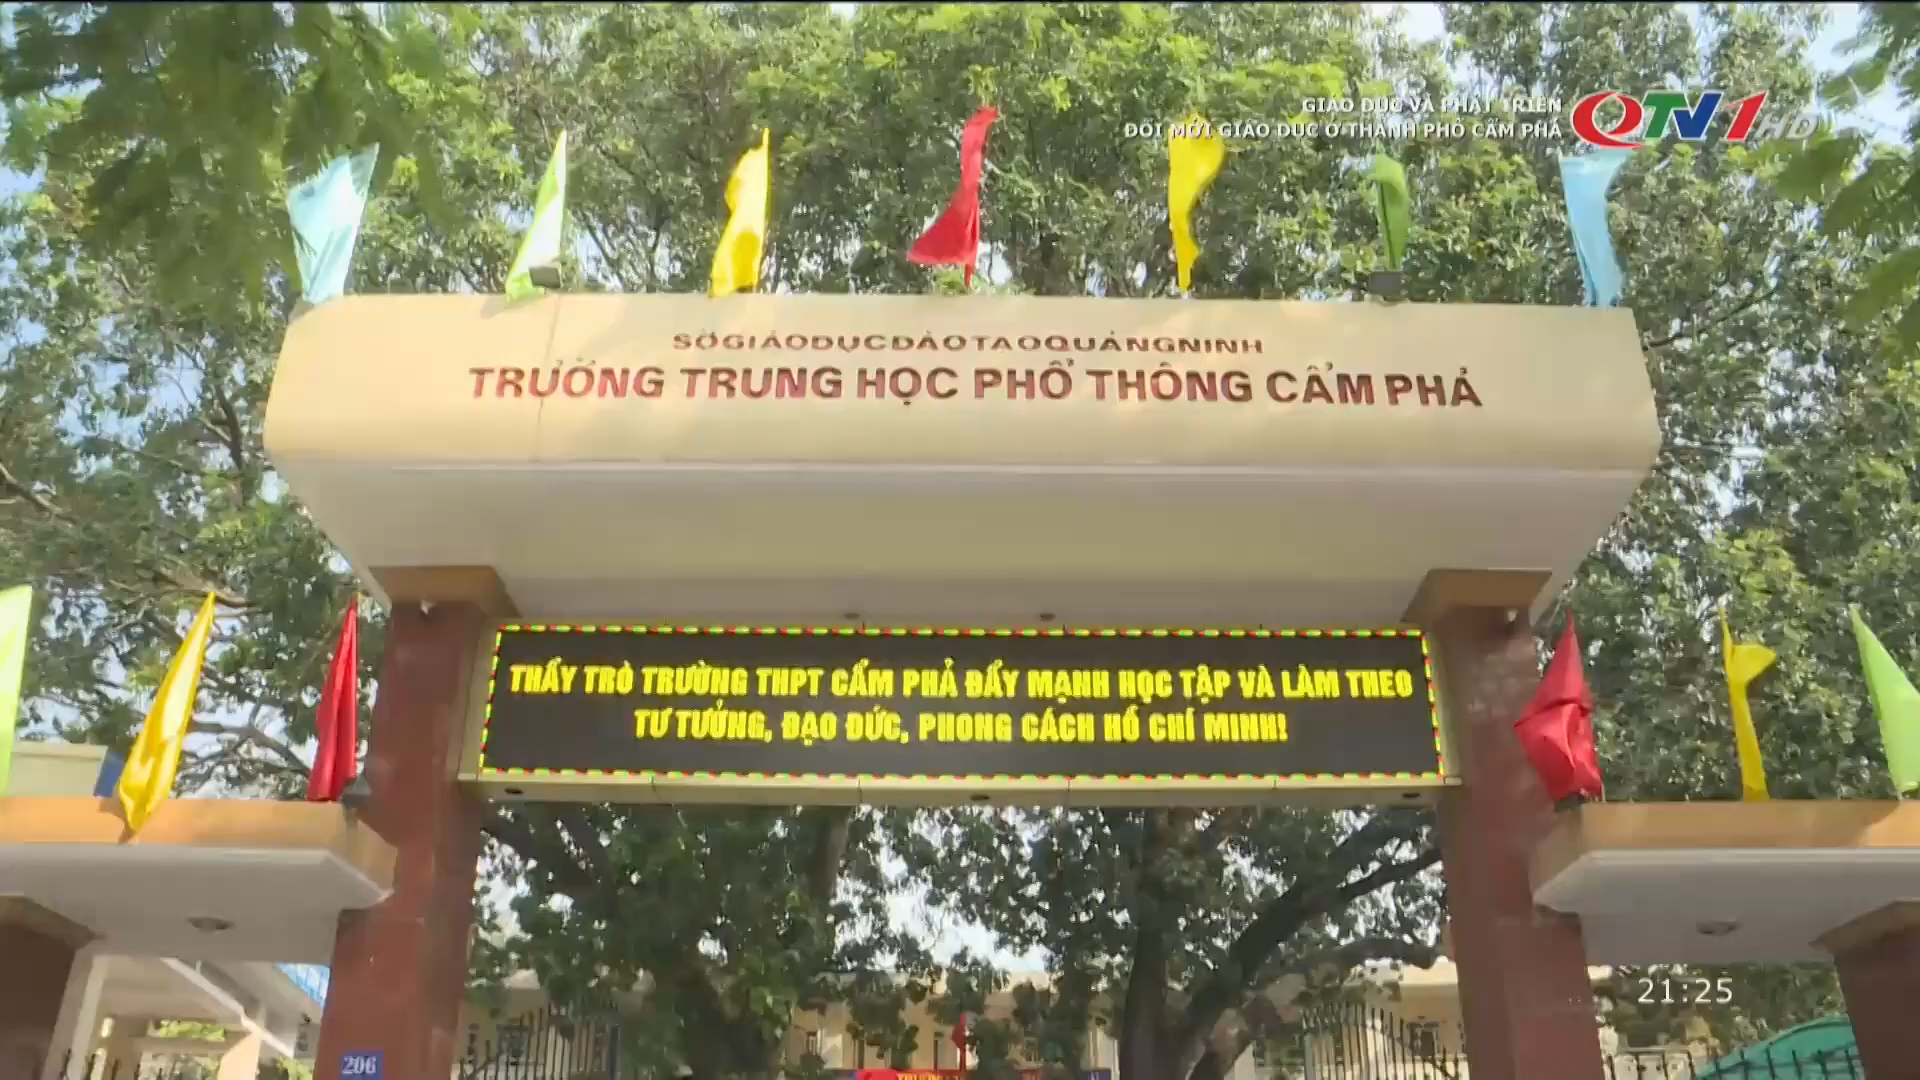 GIÁO DỤC VÀ PHÁT TRIỂN
ĐỔI MỚI GIÁO DỤC Ở THÀNH PHỐ CẨM PHẢ
QTV1 HD
SỞ GIÁO DỤC ĐÀO TẠO QUẢNG NINH
TRƯỜNG TRUNG HỌC PHỔ THÔNG CẨM PHẢ
THẦY TRÒ TRƯỜNG THPT CẨM PHẢ ĐẨY MẠNH HỌC TẬP VÀ LÀM THEO
TƯ TƯỞNG, ĐẠO ĐỨC, PHONG CÁCH HỒ CHÍ MINH!
21:25
206